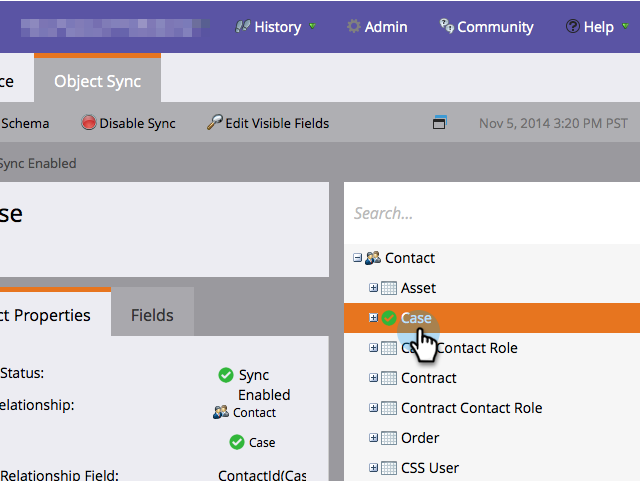 History Admin Community Help
ce Object Sync
Schema Disable Sync Edit Visible Fields Nov 5, 2014 3:20 PM PST
Sync Enabled
se
Search...
Contact
Asset
Case
Contact Role
Contract
Contract Contact Role
Order
CSS User
ct Properties Fields
Status: Sync Enabled
elationship: Contact
Case
Relationship Field: ContactId(Cas